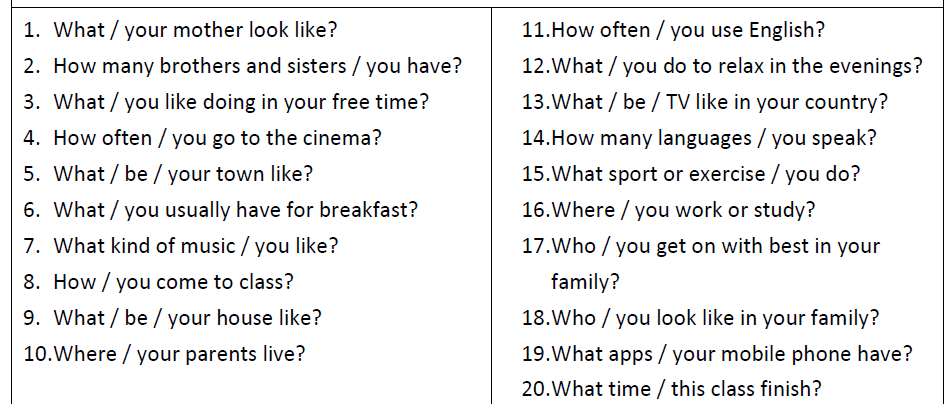 1. What / your mother look like?
2. How many brothers and sisters / you have?
3. What / you like doing in your free time?
4. How often / you go to the cinema?
5. What / be / your town like?
6. What / you usually have for breakfast?
7. What kind of music / you like?
8. How / you come to class?
9. What / be / your house like?
10.Where / your parents live?
11.How often / you use English?
12.What / you do to relax in the evenings?
13.What / be / TV like in your country?
14.How many languages / you speak?
15.What sport or exercise / you do?
16.Where / you work or study?
17.Who / you get on with best in your
family?
18.Who / you look like in your family?
19.What apps / your mobile phone have?
20.What time / this class finish?